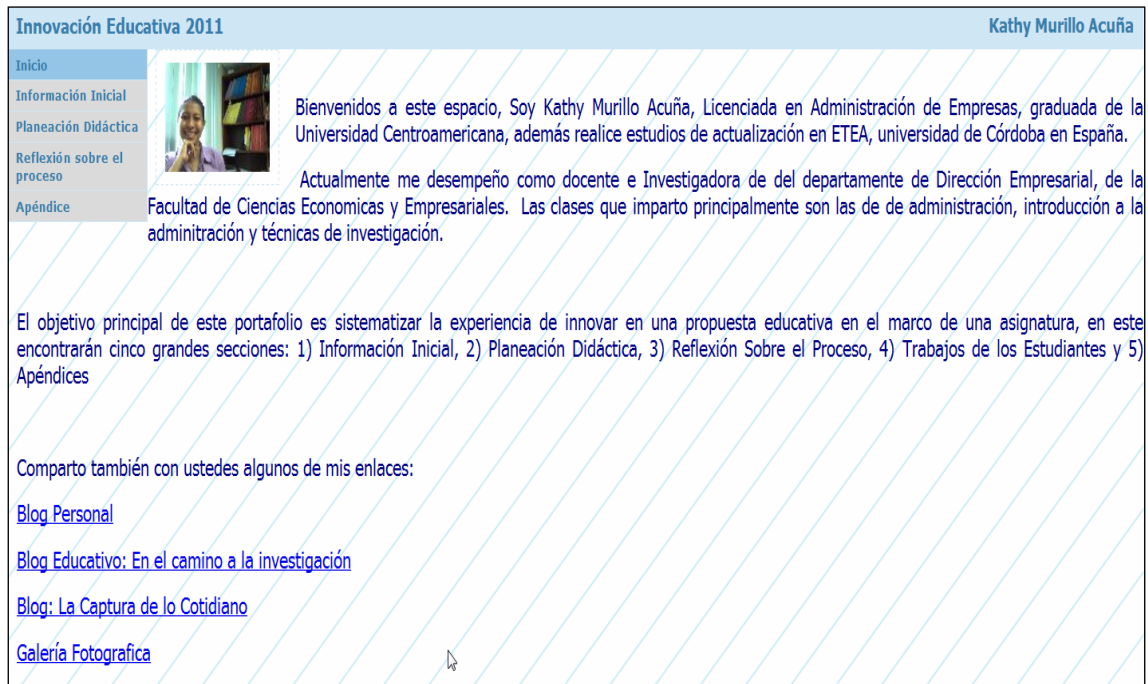 Innovación Educativa 2011
Kathy Murillo Acuña
Inicio
Información Inicial
Planeación Didáctica
Reflexión sobre el
proceso
Apéndice
Bienvenidos a este espacio, Soy Kathy Murillo Acuña, Licenciada en Administración de Empresas, graduada de la
Universidad Centroamericana, además realice estudios de actualización en ETEA, universidad de Córdoba en España.
Actualmente me desempeño como docente e Investigadora de del departamente de Dirección Empresarial, de la
Facultad de Ciencias Economicas y Empresariales. Las clases que imparto principalmente son las de de administración, introducción a la
adminitración y técnicas de investigación.
El objetivo principal de este portafolio es sistematizar la experiencia de innovar en una propuesta educativa en el marco de una asignatura, en este
encontrarán cinco grandes secciones: 1) Información Inicial, 2) Planeación Didáctica, 3) Reflexión Sobre el Proceso, 4) Trabajos de los Estudiantes y 5)
Apéndices
Comparto también con ustedes algunos de mis enlaces:
Blog Personal
Blog Educativo: En el camino a la investigación
Blog: La Captura de lo Cotidiano
Galería Fotografica